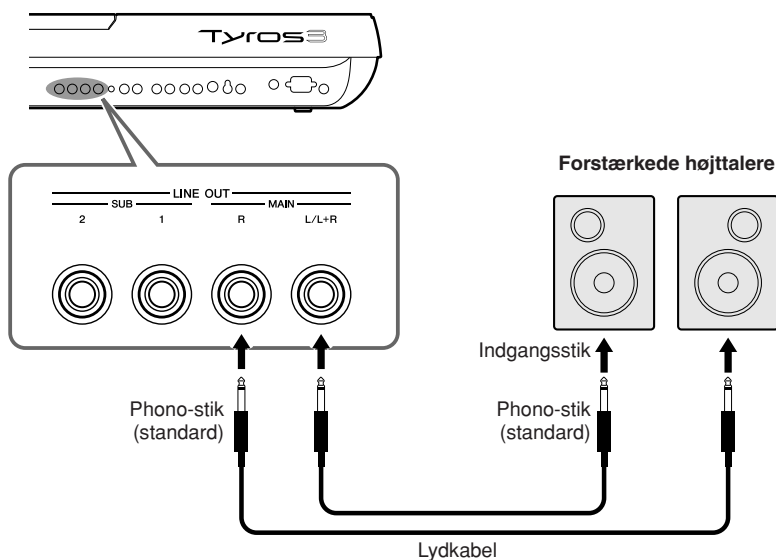 Tyros3
LINE OUT
SUB
MAIN
2
1
R
L/L+R
Forstærkede højttalere
Indgangsstik
Phono-stik
(standard)
Phono-stik
(standard)
Lydkabel